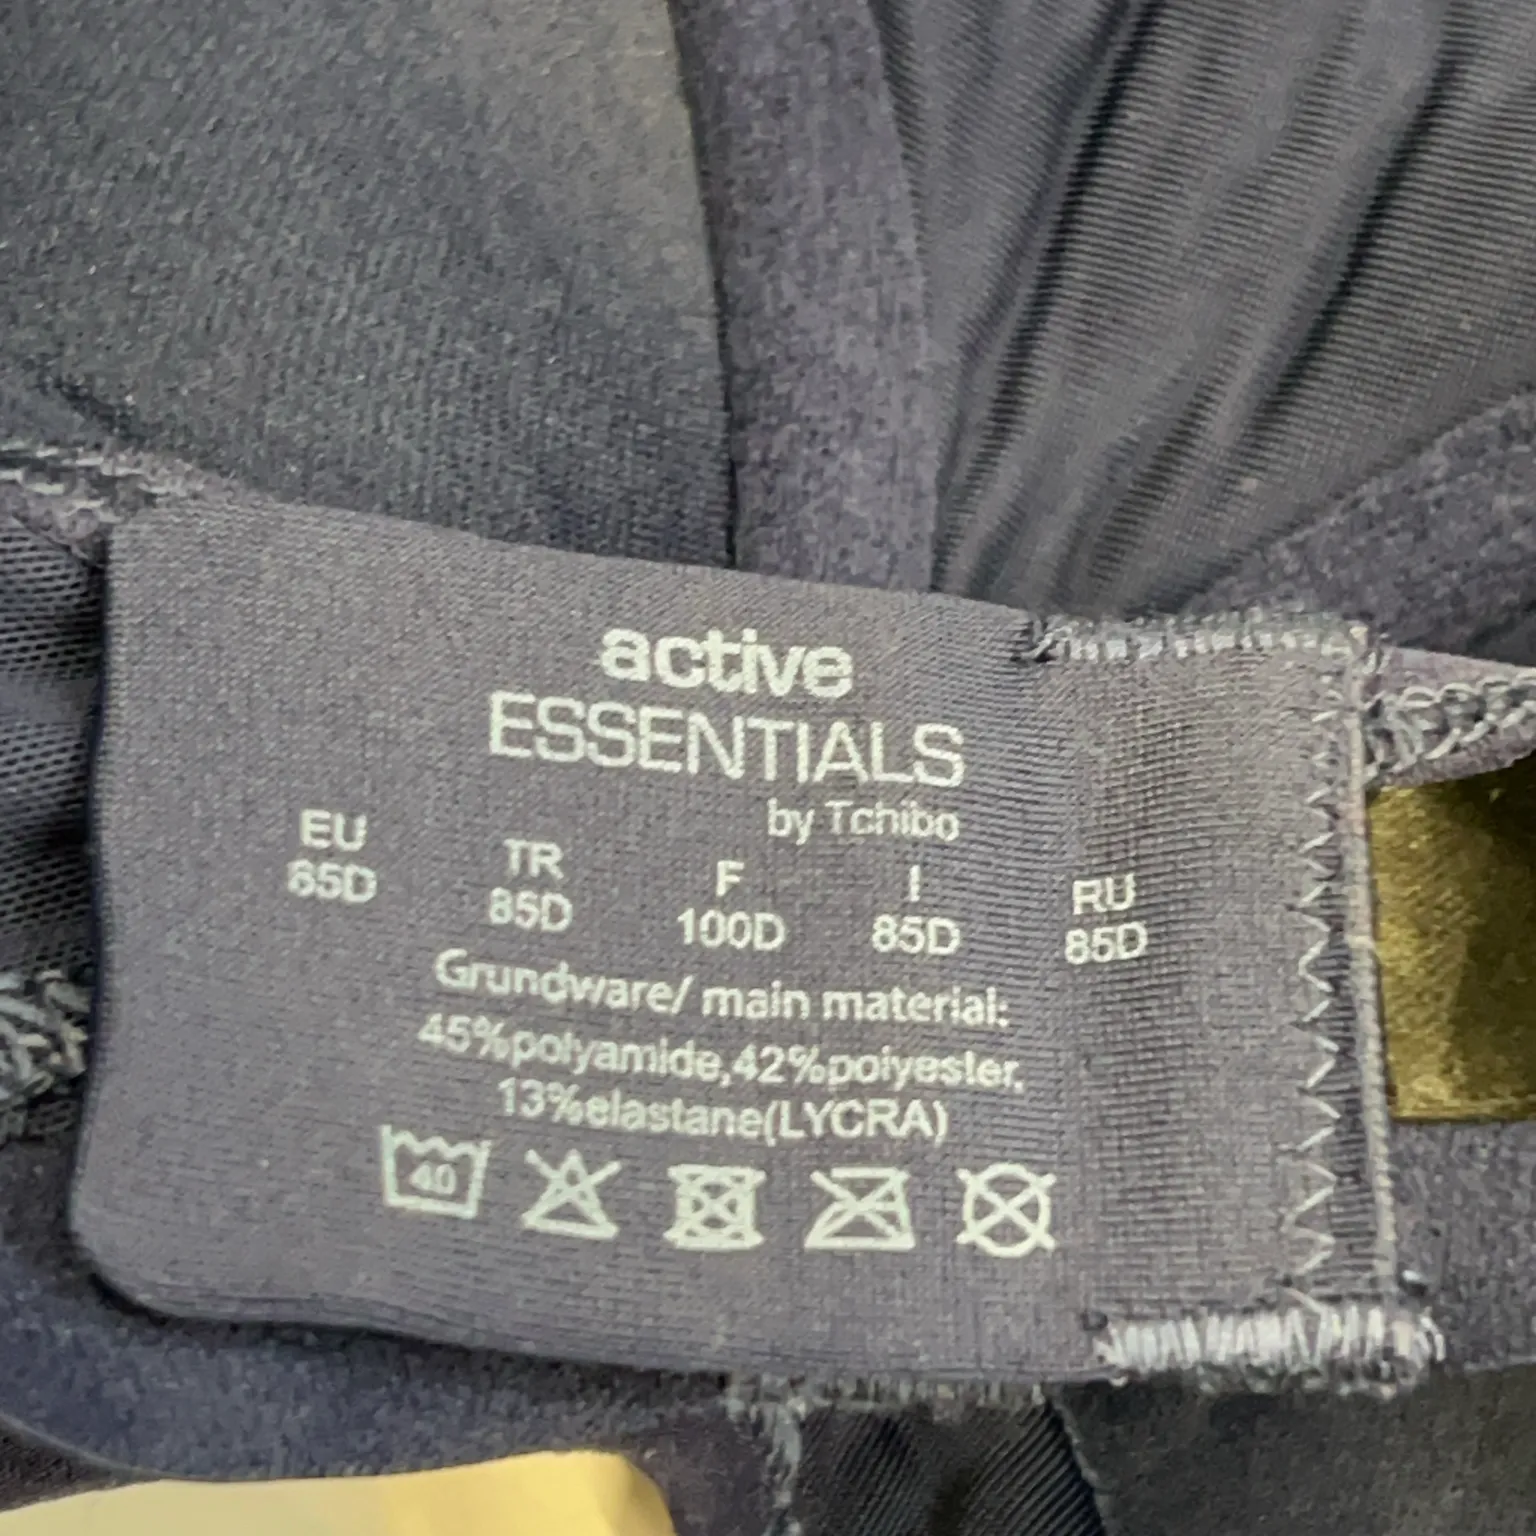 active
ESSENTIALS
by Tchibo
EU TR F I RU
85D 85D 100D 85D 85D
Grundware/ main material:
45%polyamide,42%polyester,
13%elastane(LYCRA)
40